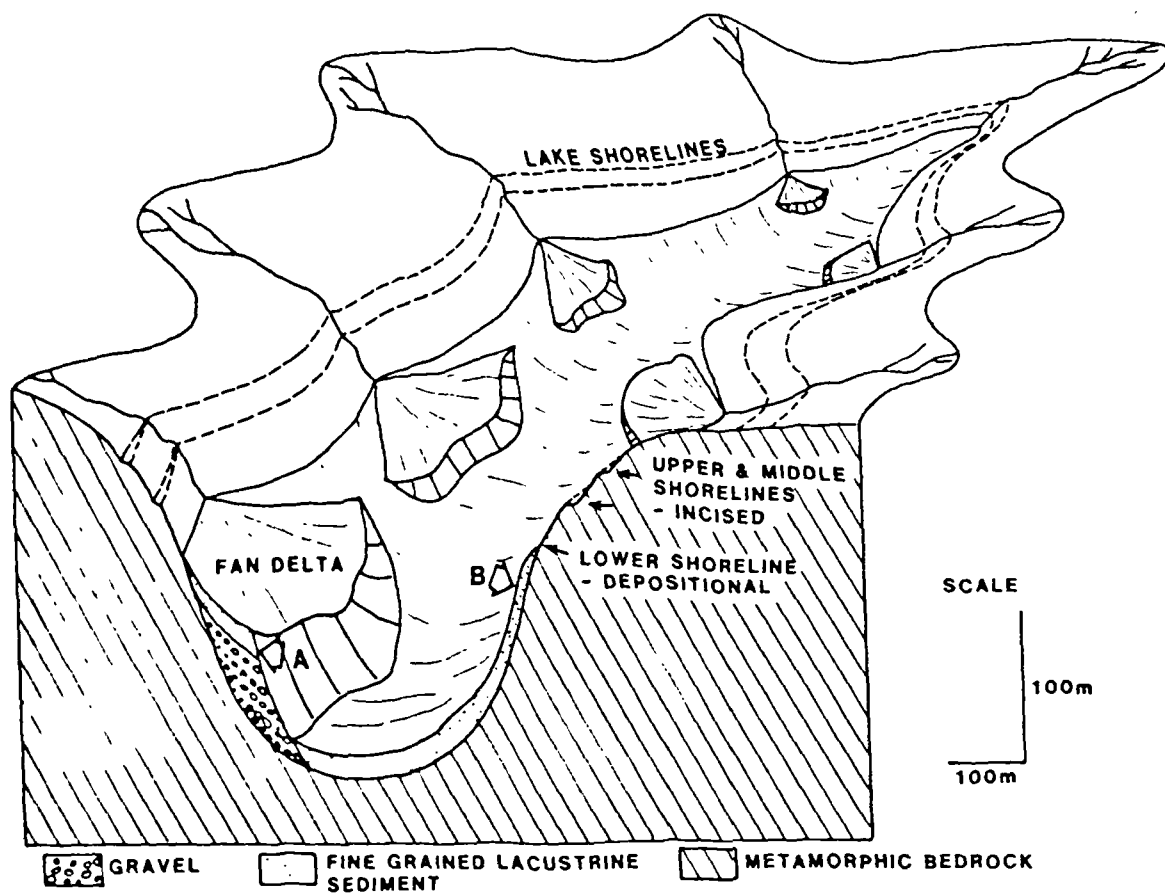 LAKE SHORELINES
UPPER & MIDDLE
SHORELINES
- INCISED
FAN DELTA
B
LOWER SHORELINE
- DEPOSITIONAL
A
SCALE
100m
100m
GRAVEL
FINE GRAINED LACUSTRINE
SEDIMENT
METAMORPHIC BEDROCK